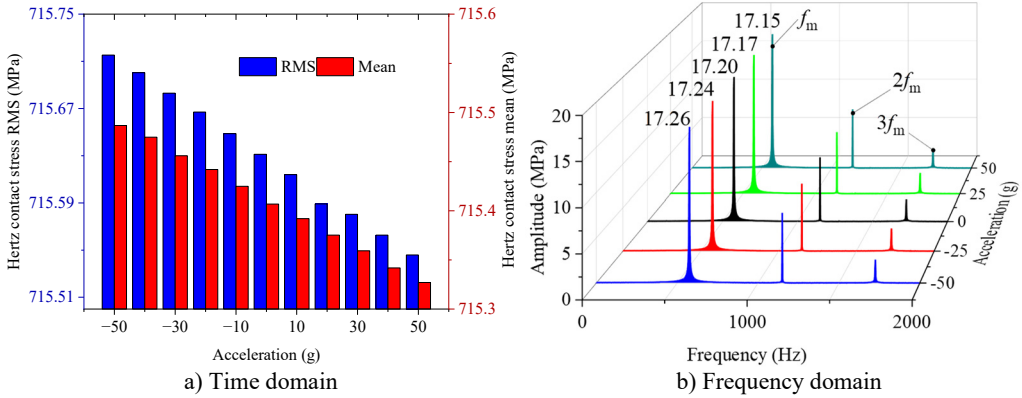 715.75
715.67
715.59
715.51
Hertz contact stress RMS (MPa)
RMS
Mean
715.6
715.5
715.4
715.3
Hertz contact stress mean (MPa)
−50
−30
−10
10
30
50
Acceleration (g)
a) Time domain
17.15
17.17
17.20
17.24
17.26
fm
2fm
3fm
20
15
10
5
0
Amplitude (MPa)
50
25
0
-25
-50
Acceleration (g)
0
1000
2000
Frequency (Hz)
b) Frequency domain